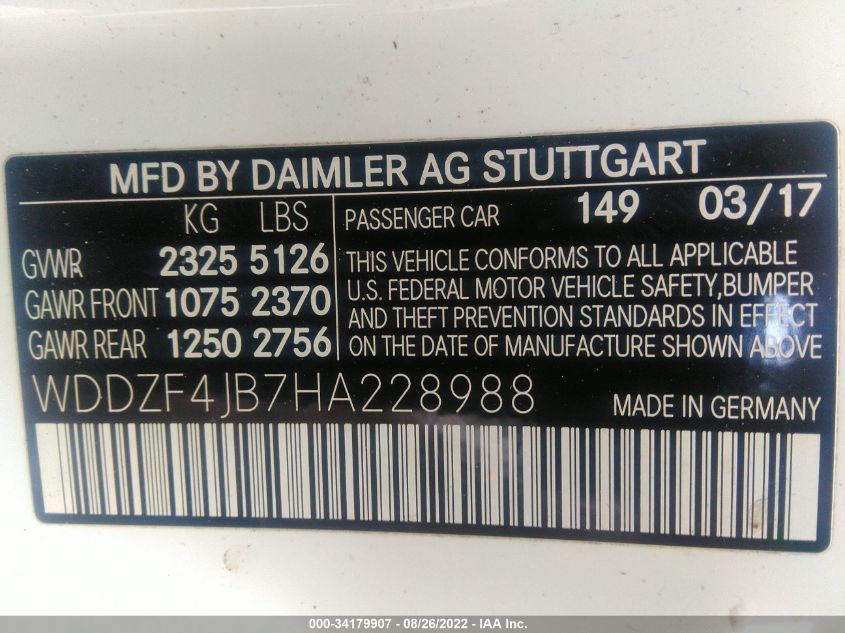 MFD BY DAIMLER AG STUTTGART
KG LBS
GVWR 2325 5126
GAWR FRONT 1075 2370
GAWR REAR 1250 2756
PASSENGER CAR 149 03/17
THIS VEHICLE CONFORMS TO ALL APPLICABLE
U.S. FEDERAL MOTOR VEHICLE SAFETY,BUMPER
AND THEFT PREVENTION STANDARDS IN EFFECT
ON THE DATE OF MANUFACTURE SHOWN ABOVE
WDDZF4JB7HA228988
MADE IN GERMANY
000-34179907 - 08/26/2022 - IAA Inc.